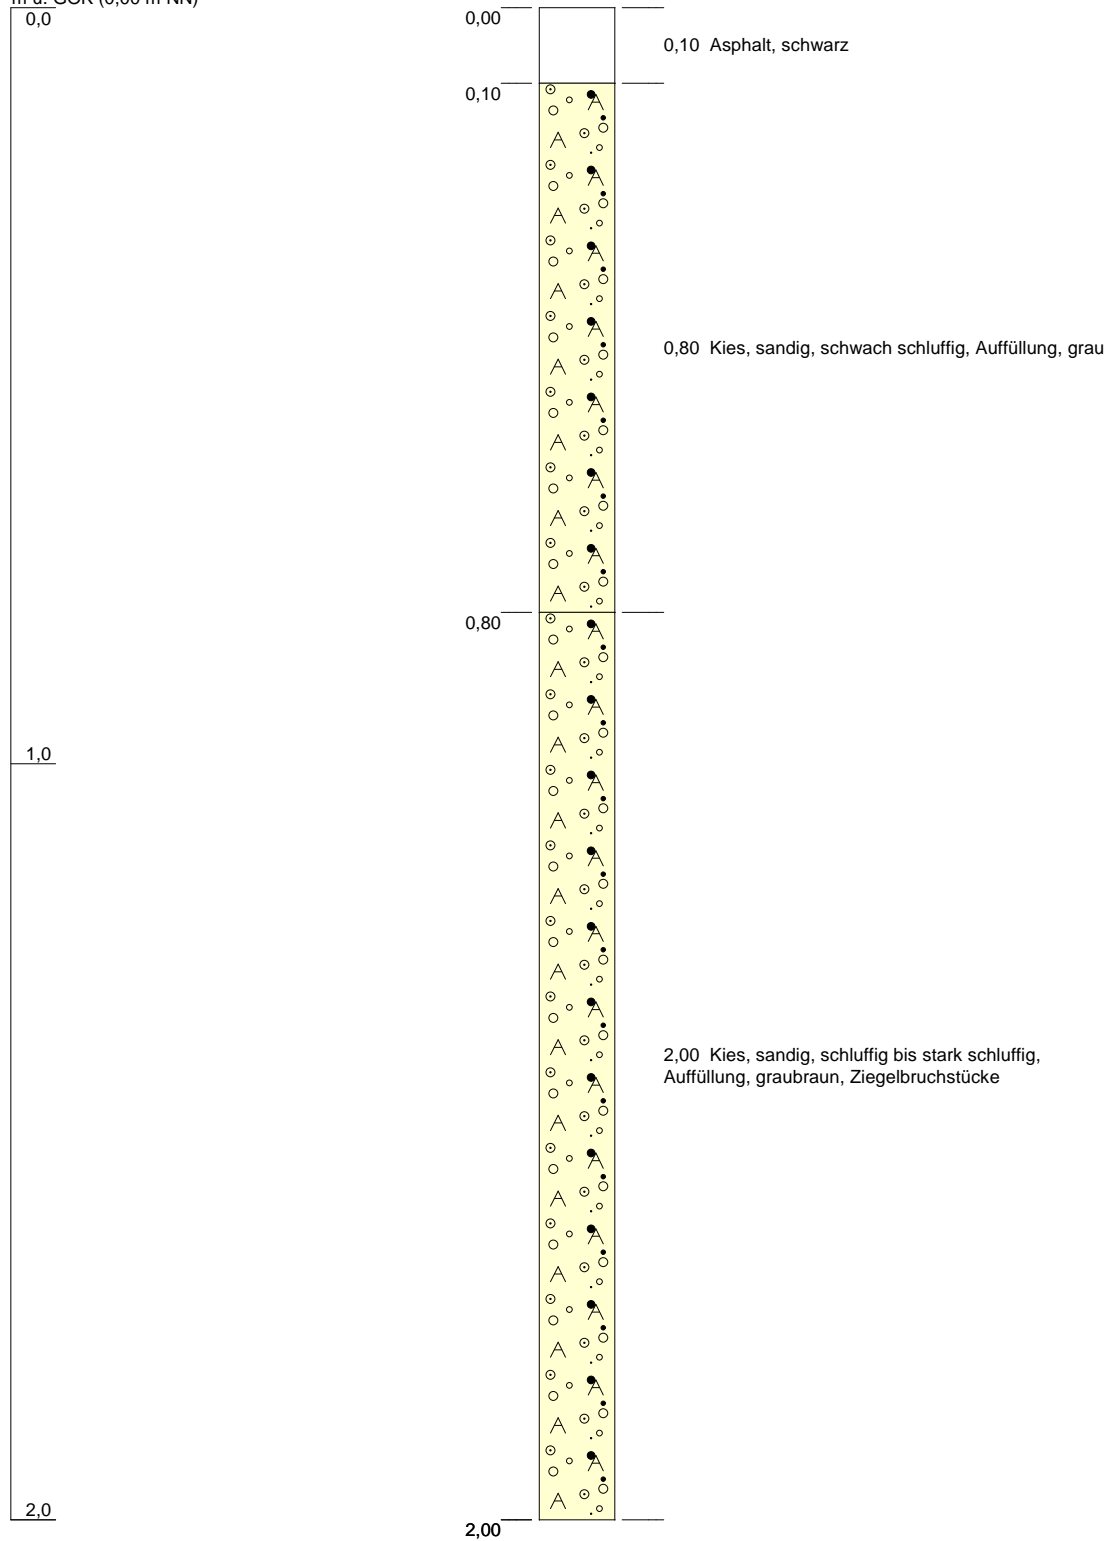 m u. GOK (0,00 m NN)
0,0
0,00
0,10 Asphalt, schwarz
0,10
0,80 Kies, sandig, schwach schluffig, Auffüllung, grau
0,80
1,0
2,00 Kies, sandig, schluffig bis stark schluffig,
Auffüllung, graubraun, Ziegelbruchstücke
2,0
2,00